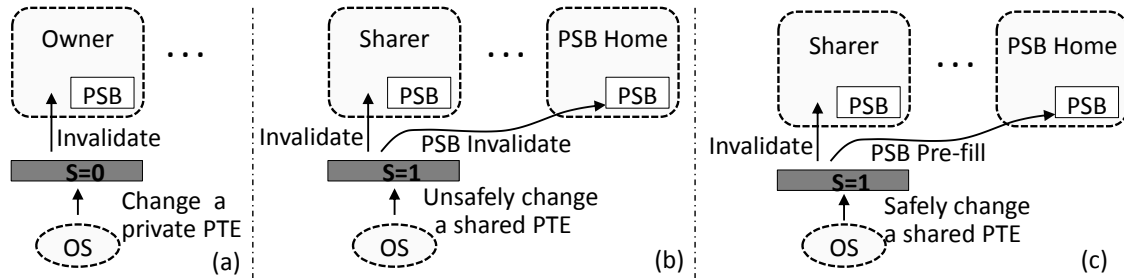 Owner
. . .
PSB
Invalidate
S=0
Change a
private PTE
OS
(a)
Sharer
. . .
PSB Home
PSB
PSB
Invalidate
PSB Invalidate
S=1
Unsafely change
a shared PTE
OS
(b)
Sharer
. . .
PSB Home
PSB
PSB
Invalidate
PSB Pre-fill
S=1
Safely change
a shared PTE
OS
(c)